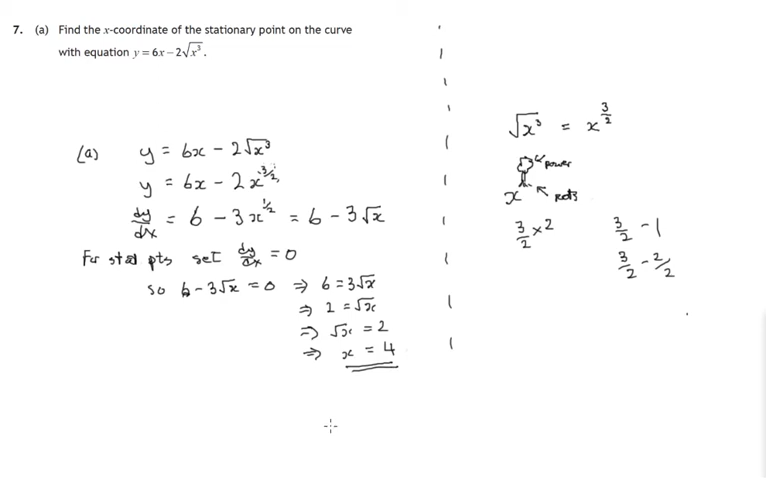 7. (a) Find the x-coordinate of the stationary point on the curve
with equation y = 6x − 2√x³.
(a) y = 6x − 2√x³
y = 6x − 2x^(3/2)
dy/dx = 6 − 3x^(1/2) = 6 − 3√x
For stat pts set dy/dx = 0
so 6 − 3√x = 0 ⇒ 6 = 3√x
⇒ 2 = √x
⇒ √x = 2
⇒ x = 4
√x³ = x^(3/2)
power
x roots
3/2 × 2
3/2 − 1
3/2 − 2/2